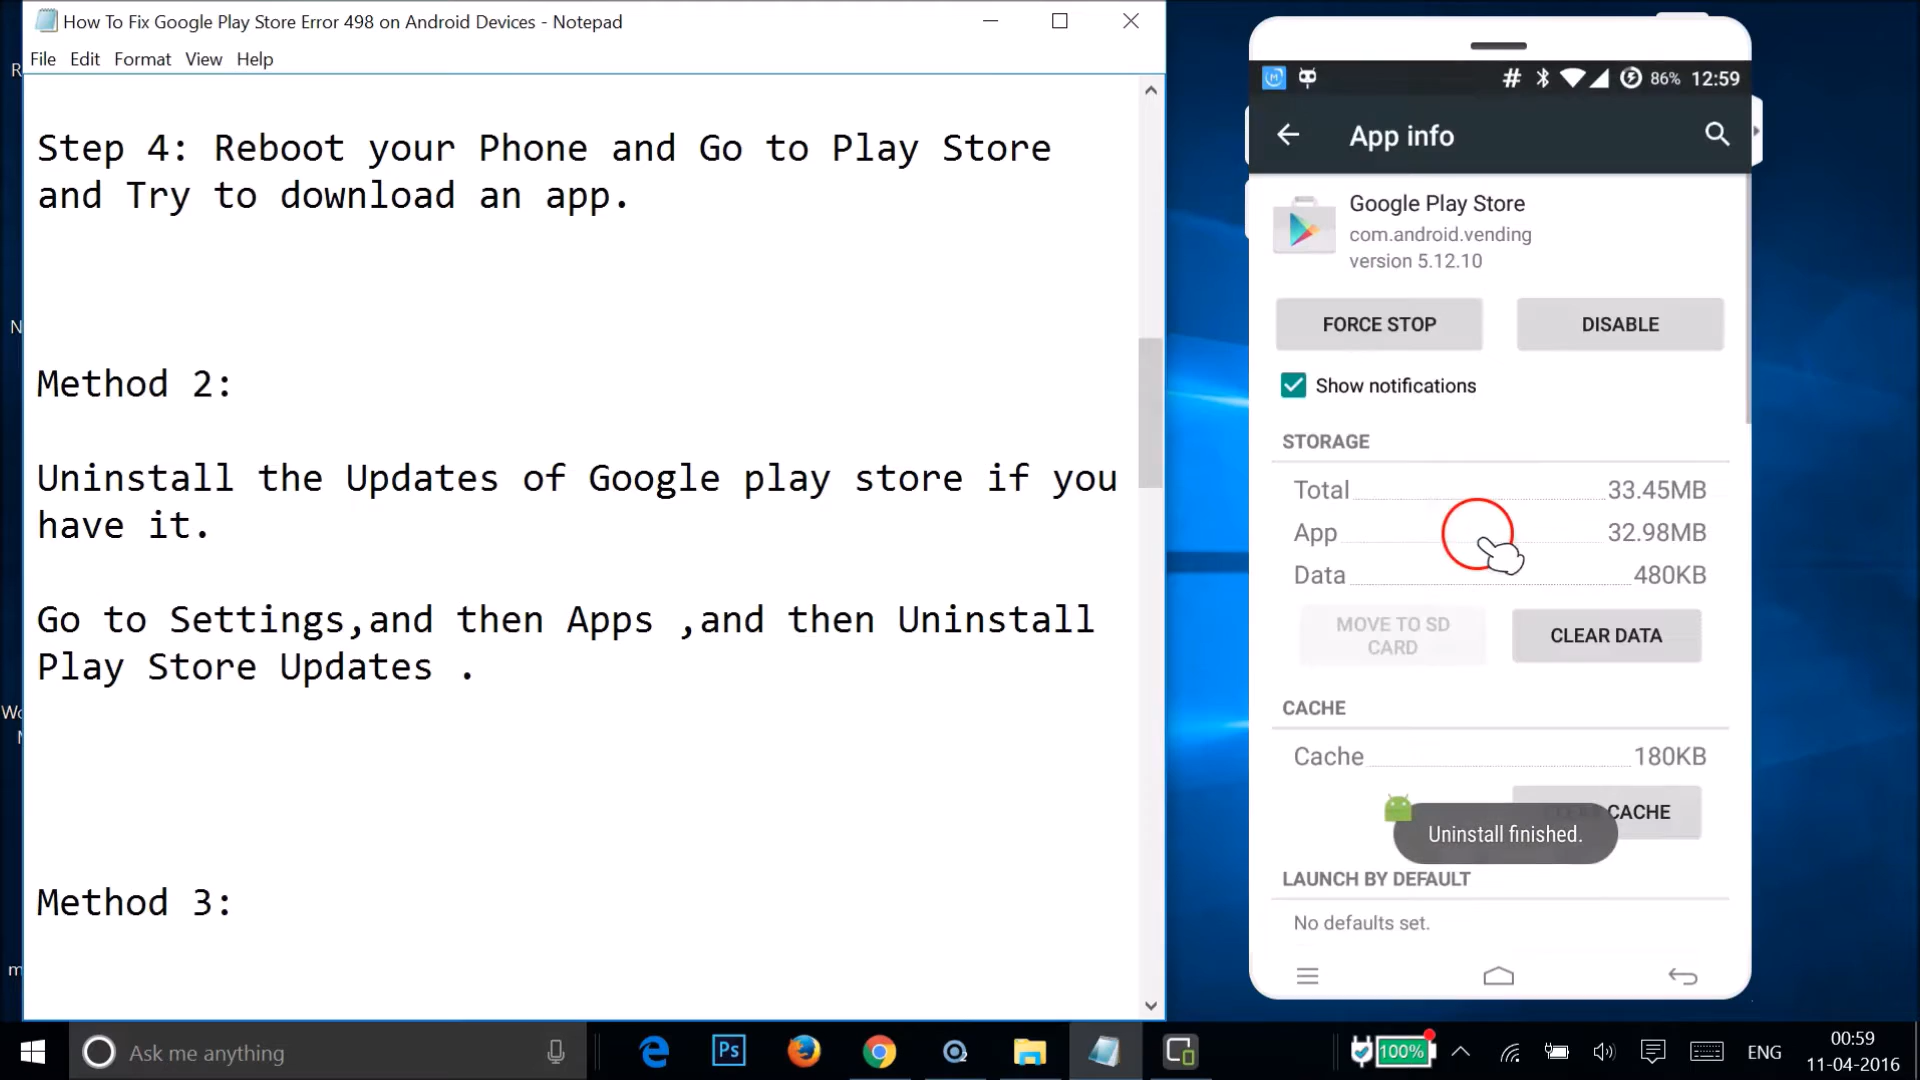 How To Fix Google Play Store Error 498 on Android Devices - Notepad
File Edit Format View Help
Step 4: Reboot your Phone and Go to Play Store
and Try to download an app.
Method 2:
Uninstall the Updates of Google play store if you
have it.
Go to Settings,and then Apps ,and then Uninstall
Play Store Updates .
Method 3:
86% 12:59
App info
Google Play Store
com.android.vending
version 5.12.10
FORCE STOP DISABLE
Show notifications
STORAGE
Total 33.45MB
App 32.98MB
Data 480KB
MOVE TO SD
CARD
CLEAR DATA
CACHE
Cache 180KB
CACHE
Uninstall finished.
LAUNCH BY DEFAULT
No defaults set.
Ask me anything
Ps
100%
ENG
00:59
11-04-2016